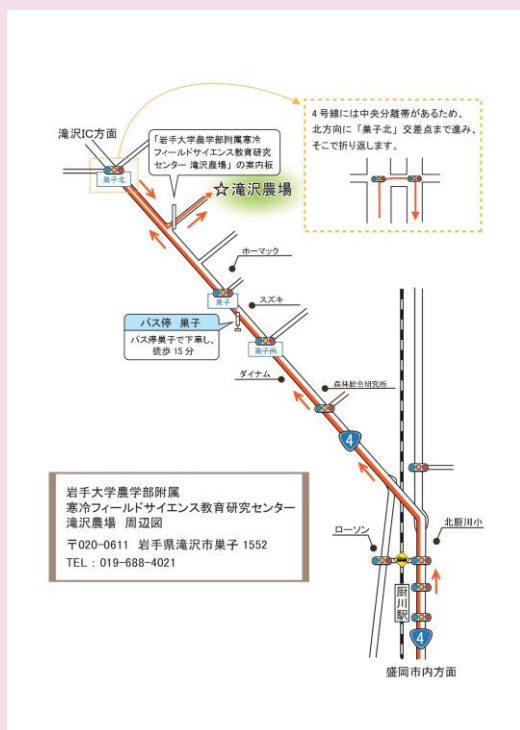 滝沢IC方面
巣子北
「岩手大学農学部附属寒冷
フィールドサイエンス教育研究
センター 滝沢農場」の案内板
☆滝沢農場
4号線には中央分離帯があるため、
北方向に「巣子北」交差点まで進み、
そこで折り返します。
ホーマック
巣子
スズキ
バス停 巣子
バス停巣子で下車し、
徒歩15分
巣子南
ダイナム
森林総合研究所
4
岩手大学農学部附属
寒冷フィールドサイエンス教育研究センター
滝沢農場 周辺図
〒020-0611 岩手県滝沢市巣子 1552
TEL：019-688-4021
ローソン
北厨川小
厨川駅
4
盛岡市内方面